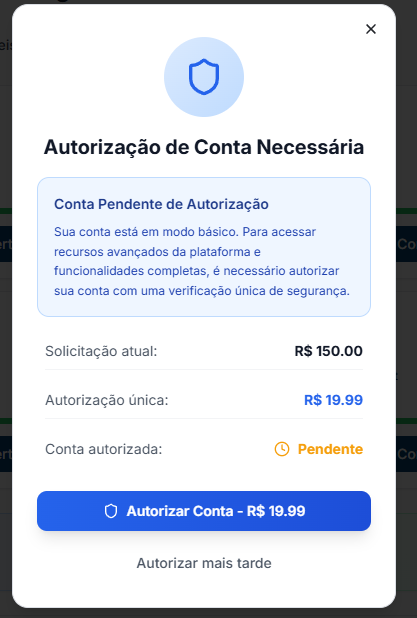 Autorização de Conta Necessária
Conta Pendente de Autorização
Sua conta está em modo básico. Para acessar
recursos avançados da plataforma e
funcionalidades completas, é necessário autorizar
sua conta com uma verificação única de segurança.
Solicitação atual: R$ 150.00
Autorização única: R$ 19.99
Conta autorizada: Pendente
Autorizar Conta - R$ 19.99
Autorizar mais tarde